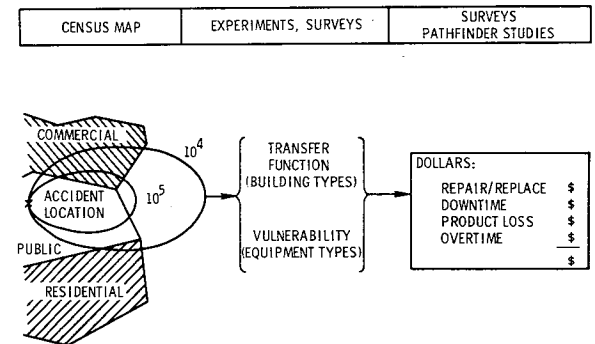 CENSUS MAP
EXPERIMENTS, SURVEYS
SURVEYS
PATHFINDER STUDIES
COMMERCIAL
10^4
ACCIDENT
LOCATION
10^5
PUBLIC
RESIDENTIAL
TRANSFER
FUNCTION
(BUILDING TYPES)
VULNERABILITY
(EQUIPMENT TYPES)
DOLLARS:
REPAIR/REPLACE $
DOWNTIME $
PRODUCT LOSS $
OVERTIME $
$